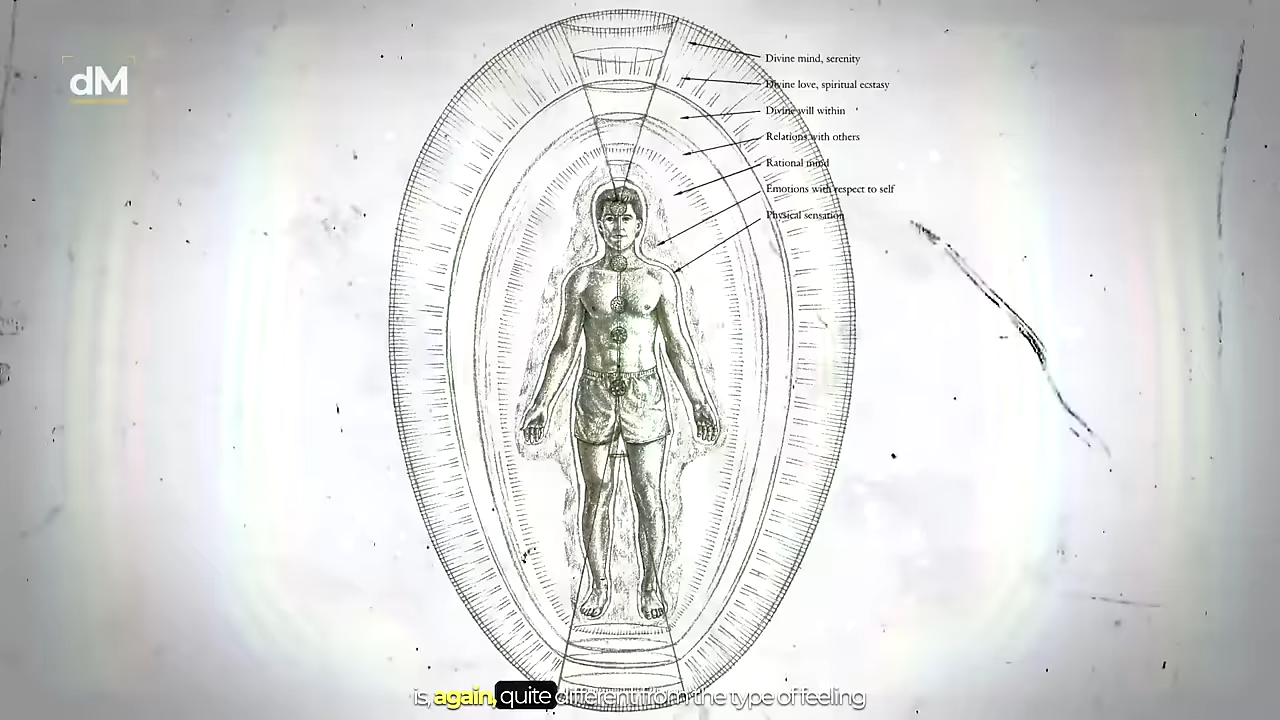 dM
Divine mind, serenity
Divine love, spiritual ecstasy
Divine will within
Relations with others
Rational mind
Emotions with respect to self
Physical sensation
is, again, quite different from the type of feeling